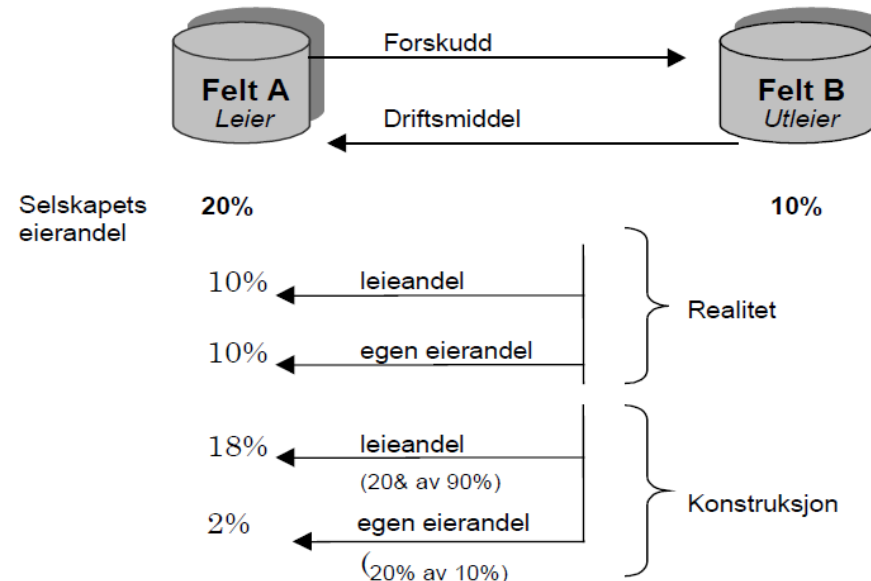 Forskudd
Felt A
Leier
Felt B
Utleier
Driftsmiddel
Selskapets
eierandel
20%
10%
10%
leieandel
10%
egen eierandel
Realitet
18%
leieandel
(20& av 90%)
2%
egen eierandel
(20% av 10%)
Konstruksjon